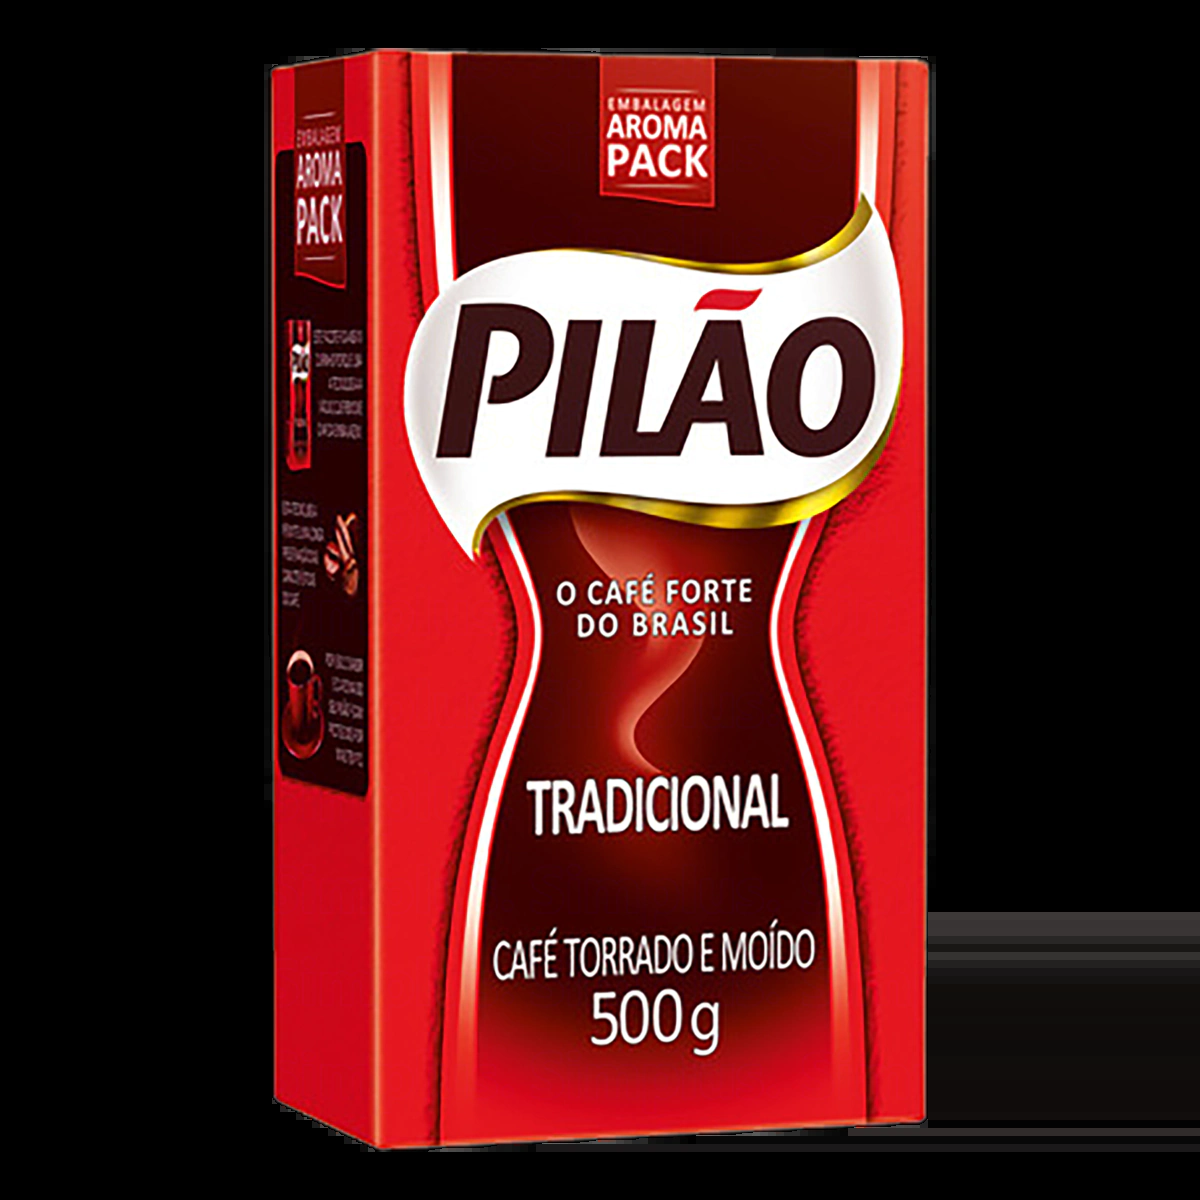 EMBALAGEM
AROMA
PACK
PILÃO
O CAFÉ FORTE
DO BRASIL
TRADICIONAL
CAFÉ TORRADO E MOÍDO
500 g
EMBALAGEM
AROMA
PACK